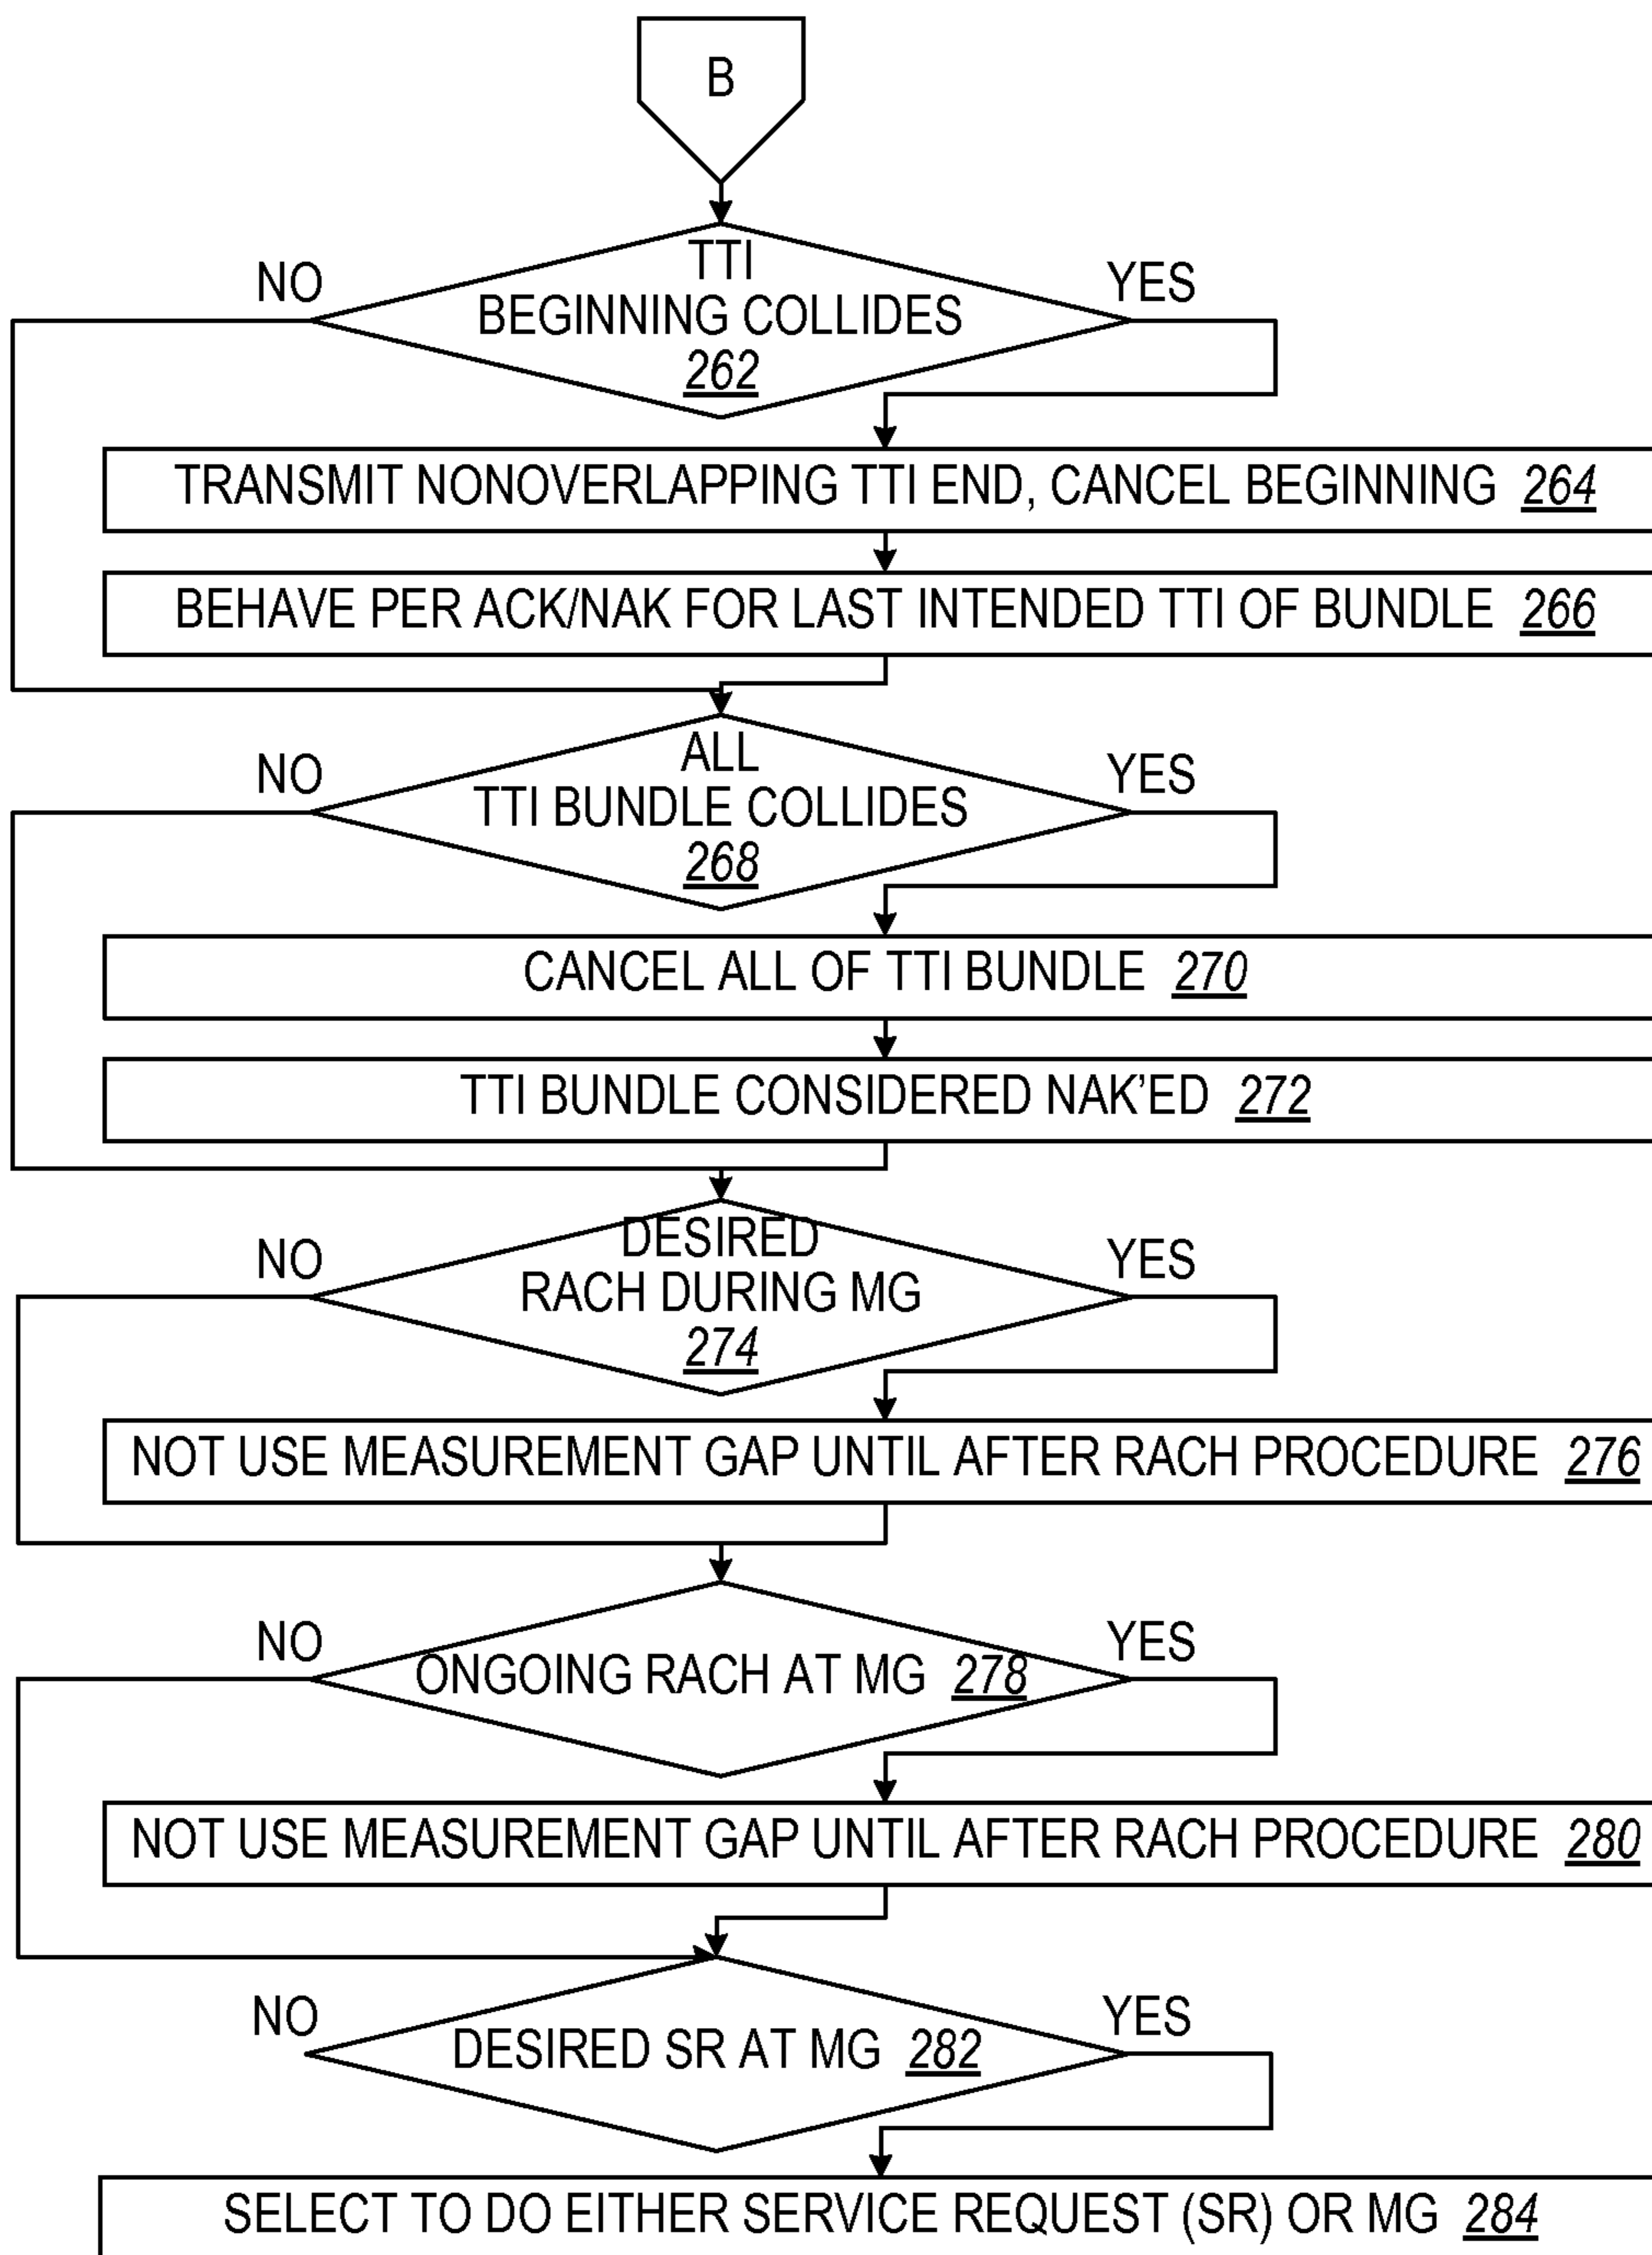 B
TTI
NO
YES
BEGINNING COLLIDES
262
TRANSMIT NONOVERLAPPING TTI END, CANCEL BEGINNING 264
BEHAVE PER ACK/NAK FOR LAST INTENDED TTI OF BUNDLE 266
ALL
NO
YES
TTI BUNDLE COLLIDES
268
CANCEL ALL OF TTI BUNDLE 270
TTI BUNDLE CONSIDERED NAK'ED 272
DESIRED
NO
YES
RACH DURING MG
274
NOT USE MEASUREMENT GAP UNTIL AFTER RACH PROCEDURE 276
NO
YES
ONGOING RACH AT MG 278
NOT USE MEASUREMENT GAP UNTIL AFTER RACH PROCEDURE 280
NO
YES
DESIRED SR AT MG 282
SELECT TO DO EITHER SERVICE REQUEST (SR) OR MG 284